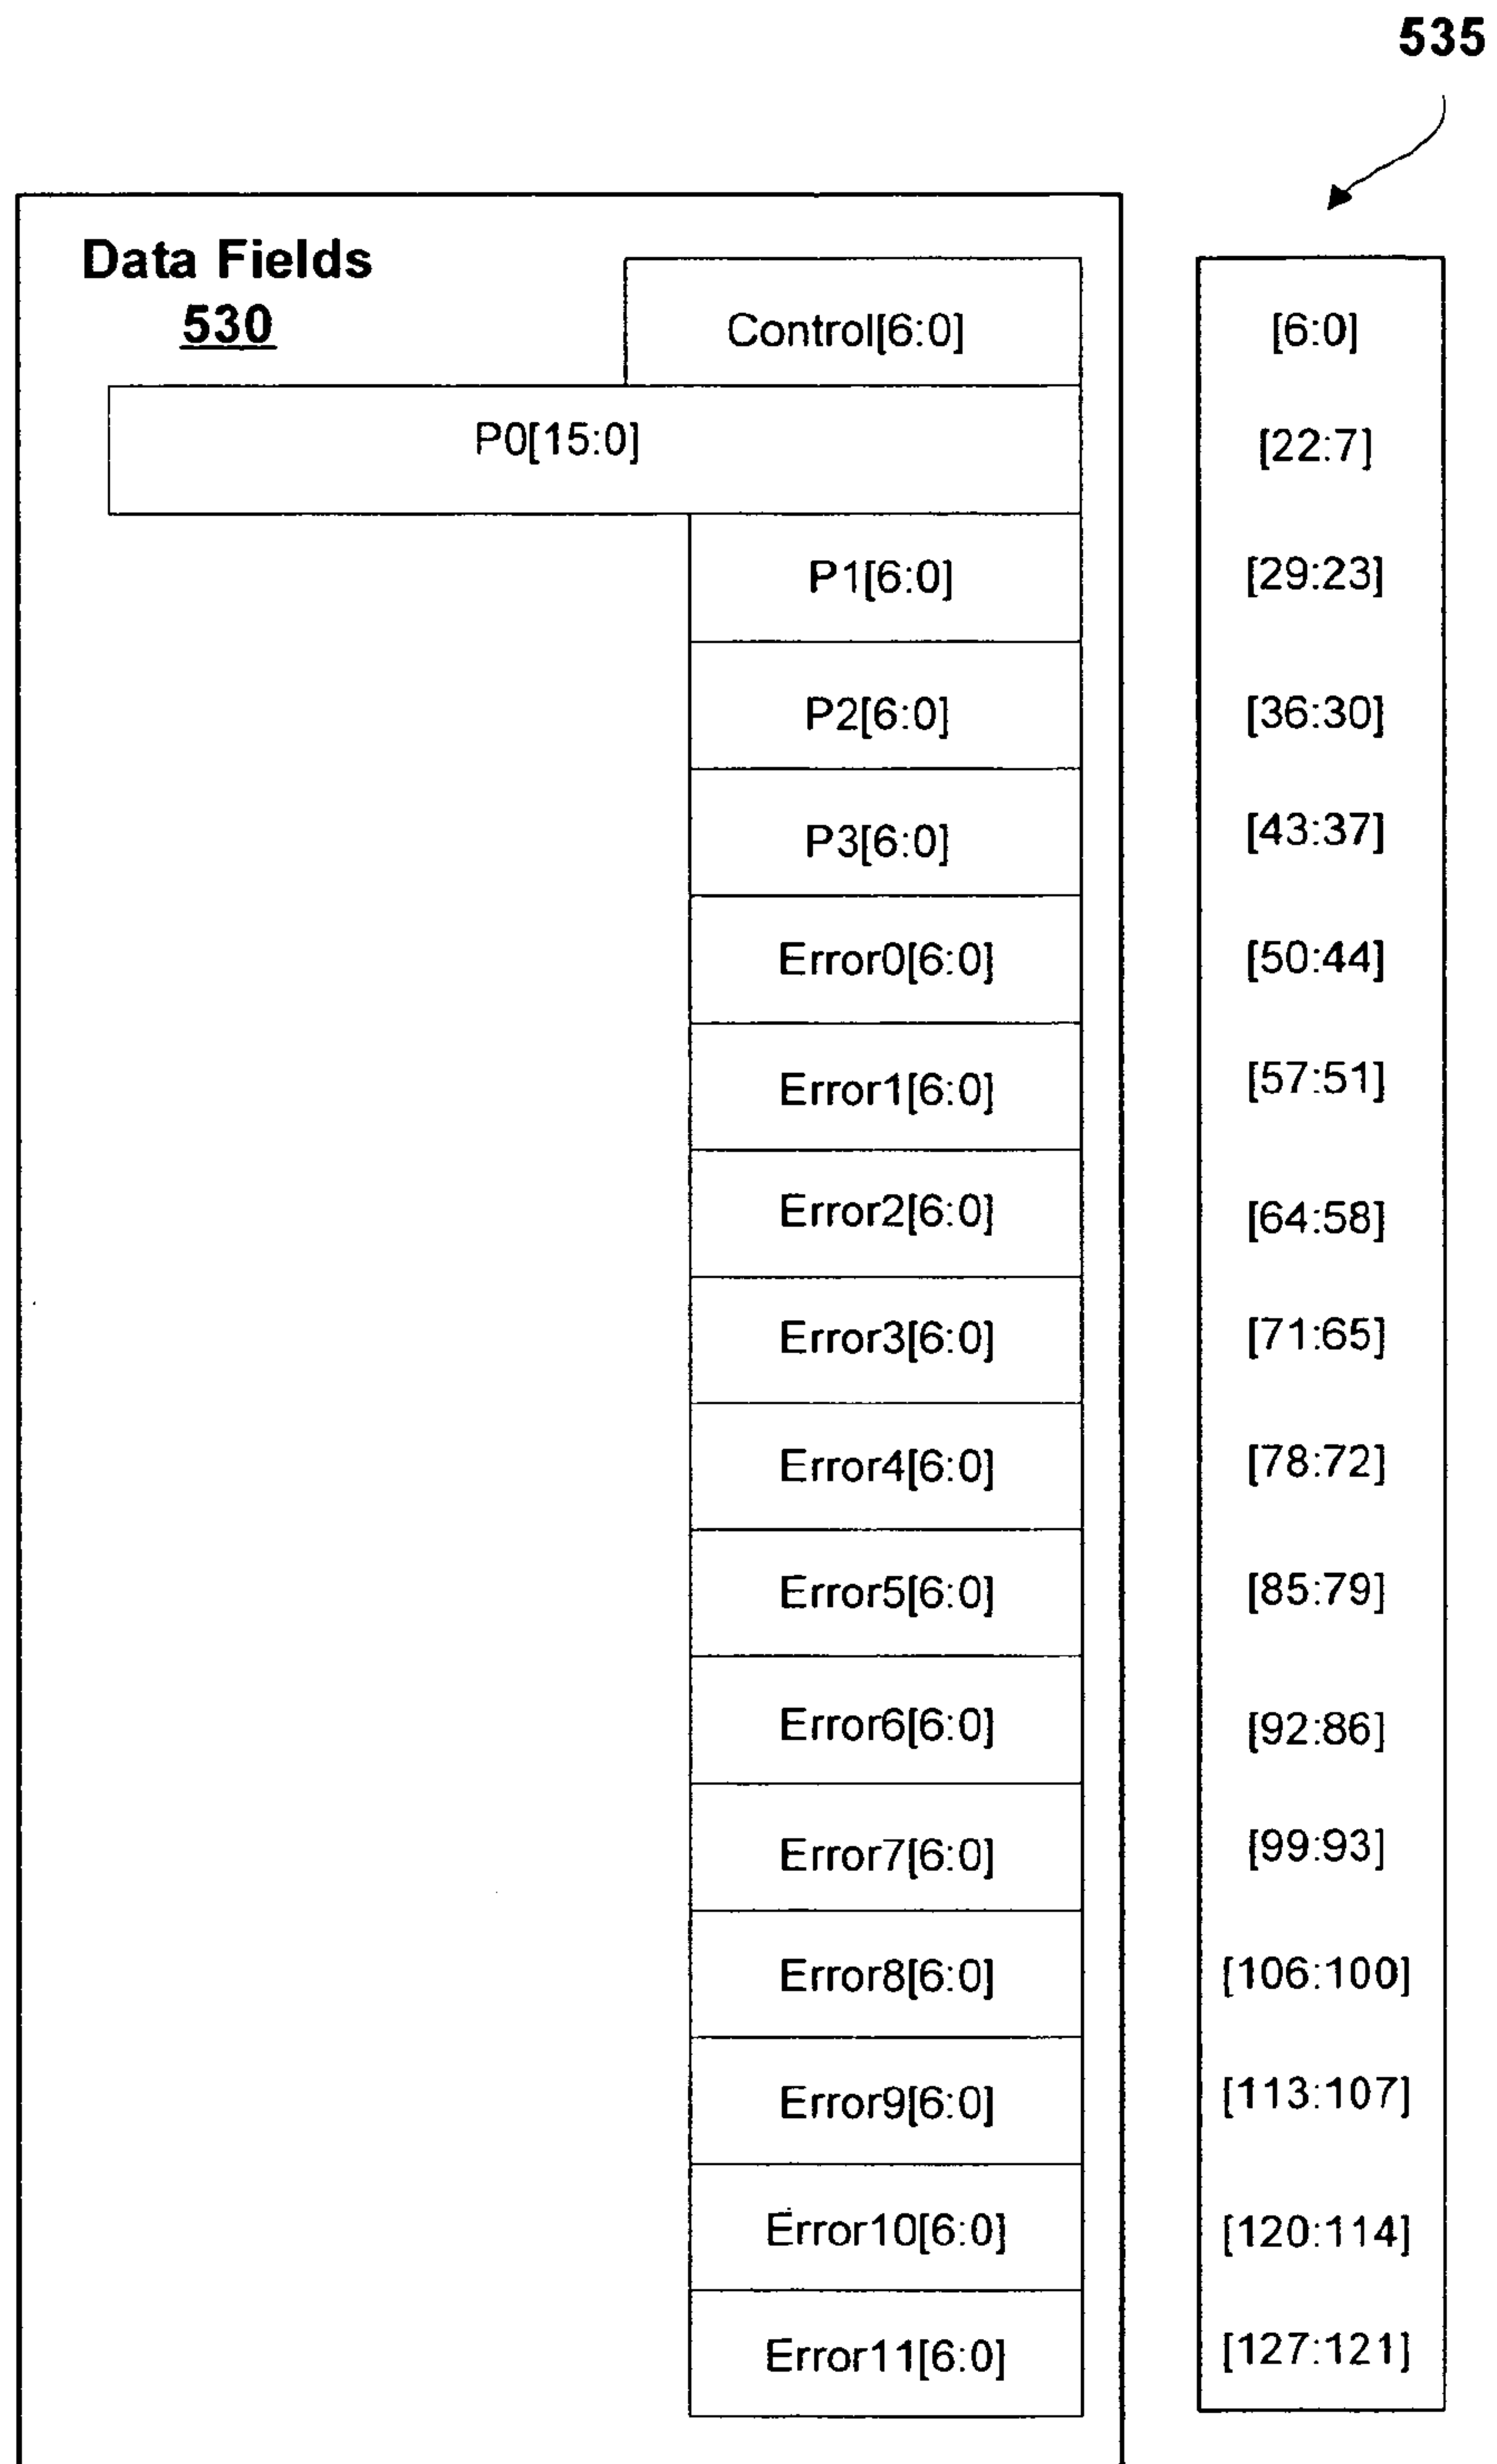 535
Data Fields
530
Control[6:0] [6:0]
P0[15:0] [22:7]
P1[6:0] [29:23]
P2[6:0] [36:30]
P3[6:0] [43:37]
Error0[6:0] [50:44]
Error1[6:0] [57:51]
Error2[6:0] [64:58]
Error3[6:0] [71:65]
Error4[6:0] [78:72]
Error5[6:0] [85:79]
Error6[6:0] [92:86]
Error7[6:0] [99:93]
Error8[6:0] [106:100]
Error9[6:0] [113:107]
Error10[6:0] [120:114]
Error11[6:0] [127:121]